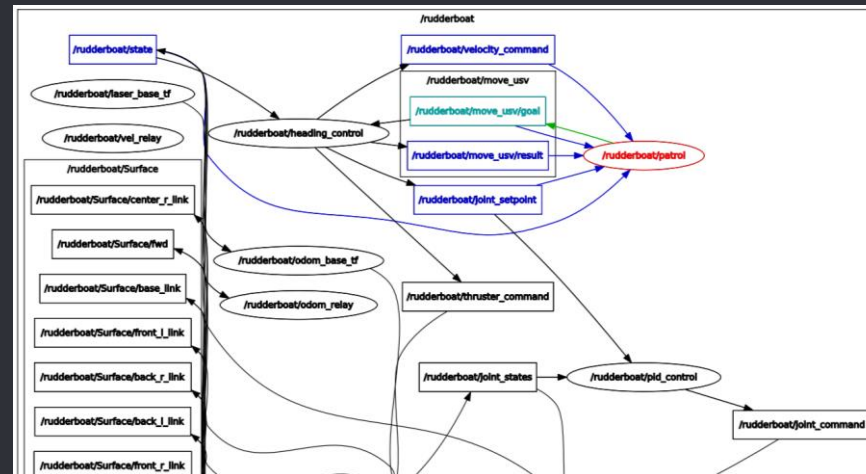 /rudderboat
/rudderboat/state
/rudderboat/velocity_command
/rudderboat/move_usv
/rudderboat/laser_base_tf
/rudderboat/move_usv/goal
/rudderboat/vel_relay
/rudderboat/heading_control
/rudderboat/move_usv/result
/rudderboat/patrol
/rudderboat/Surface
/rudderboat/Surface/center_r_link
/rudderboat/joint_setpoint
/rudderboat/Surface/fwd
/rudderboat/odom_base_tf
/rudderboat/Surface/base_link
/rudderboat/odom_relay
/rudderboat/thruster_command
/rudderboat/Surface/front_l_link
/rudderboat/Surface/back_r_link
/rudderboat/joint_states
/rudderboat/pid_control
/rudderboat/Surface/back_l_link
/rudderboat/joint_command
/rudderboat/Surface/front_r_link